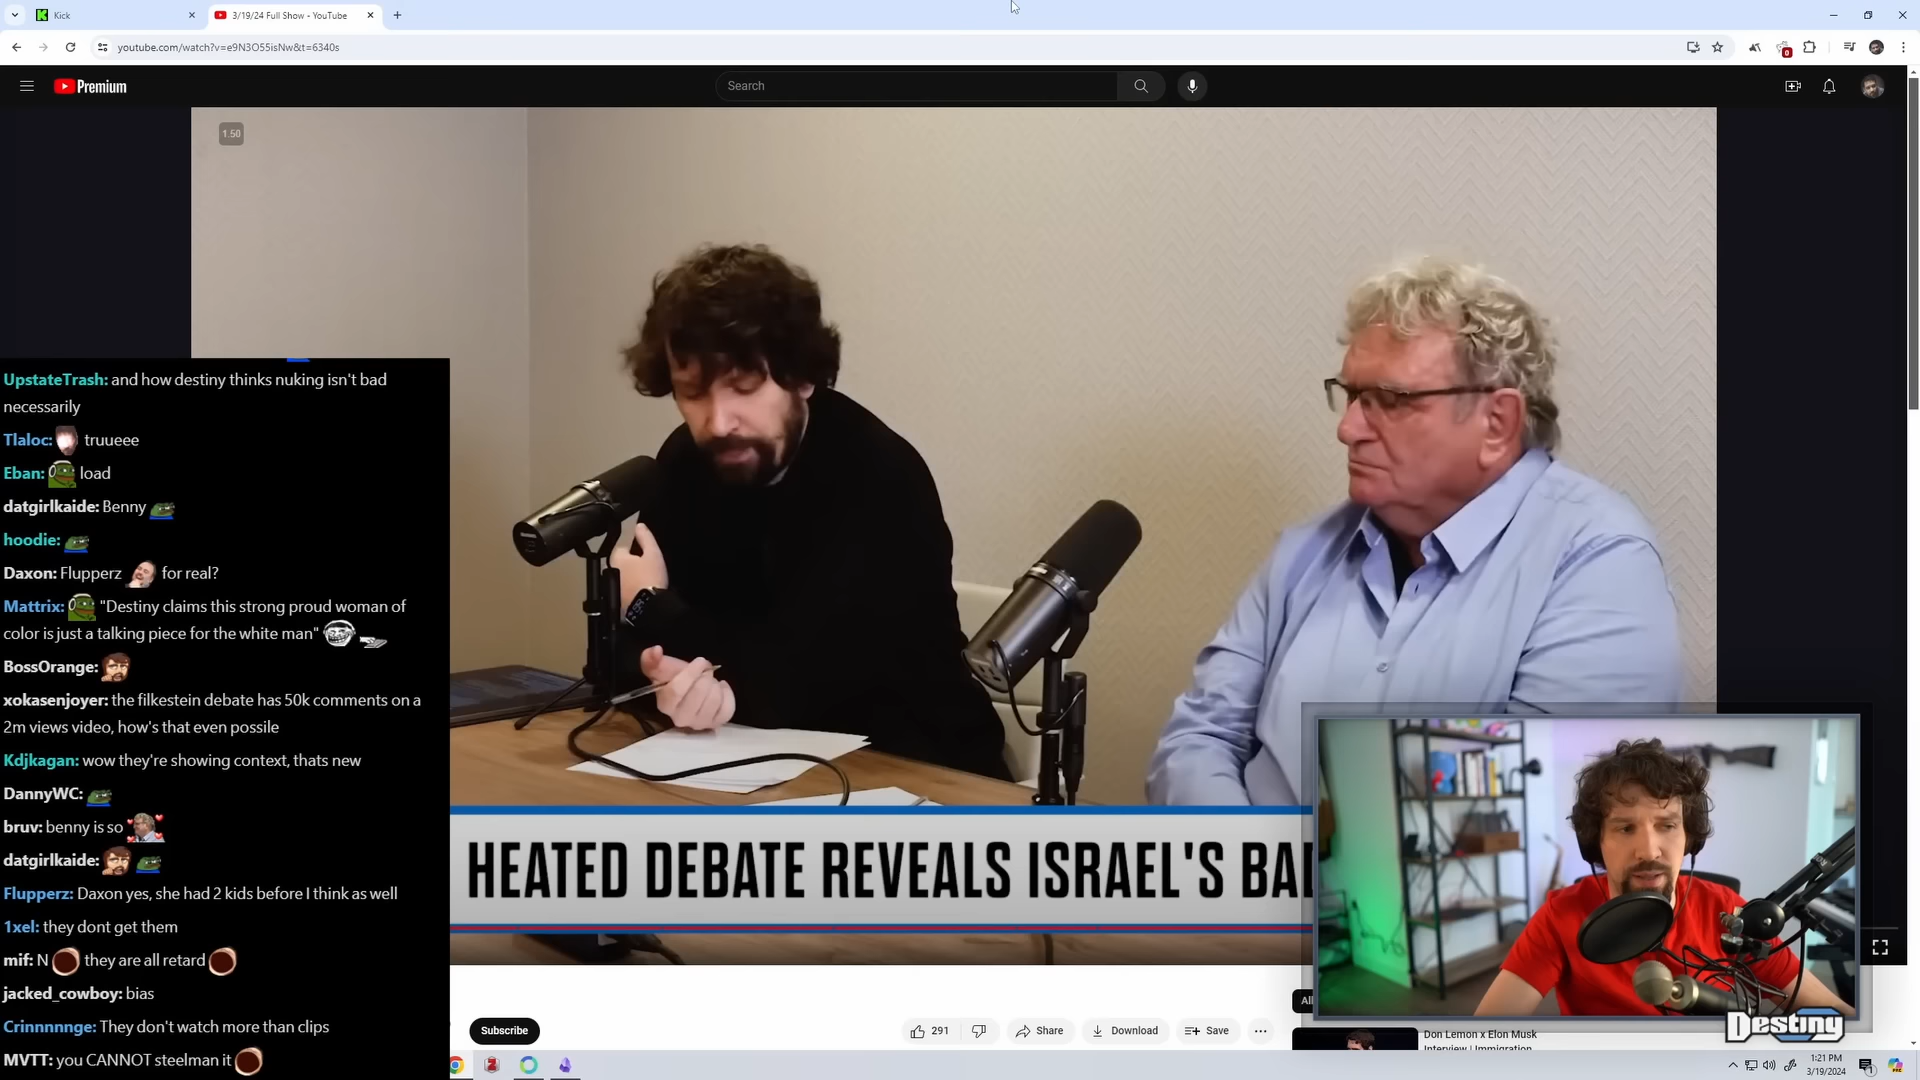 Kick
3/19/24 Full Show - YouTube
youtube.com/watch?v=e9N3O55isNw&t=6340s
0
Premium
Search
1.50
UpstateTrash: and how destiny thinks nuking isn't bad
necessarily
Tlaloc: truueee
Eban: load
datgirlkaide: Benny
hoodie:
Daxon: Flupperz for real?
Mattrix: "Destiny claims this strong proud woman of
color is just a talking piece for the white man"
BossOrange:
xokasenjoyer: the filkestein debate has 50k comments on a
2m views video, how's that even possile
Kdjkagan: wow they're showing context, thats new
DannyWC:
bruv: benny is so
datgirlkaide:
Flupperz: Daxon yes, she had 2 kids before I think as well
1xel: they dont get them
mif: N they are all retard
jacked_cowboy: bias
Crinnnnnge: They don't watch more than clips
MVTT: you CANNOT steelman it
HEATED DEBATE REVEALS ISRAEL'S BA
Subscribe
291
Share
Download
Save
All
Don Lemon x Elon Musk
Interview | Immigration
Destiny
1:21 PM
3/19/2024
1